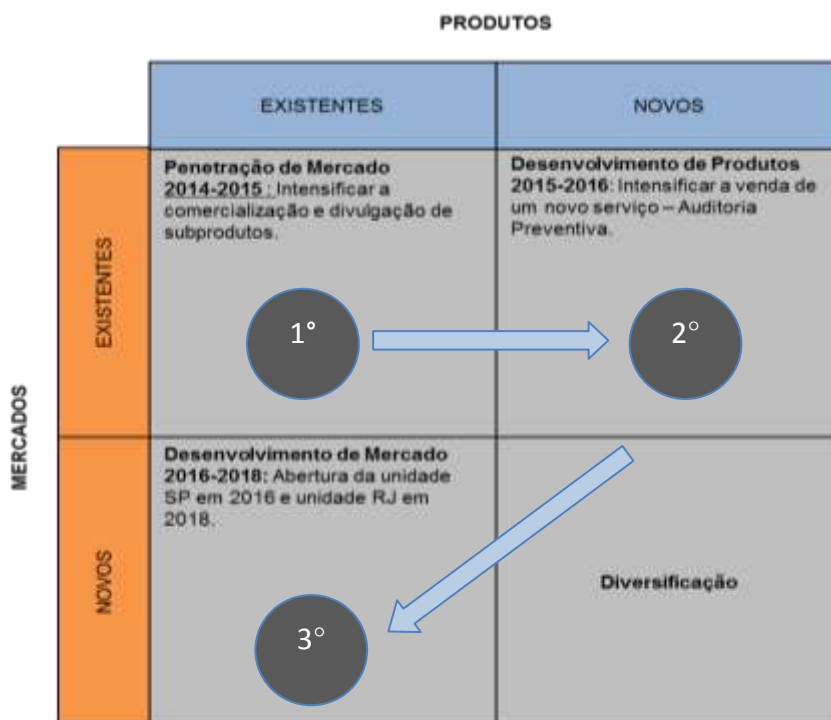 PRODUTOS
EXISTENTES
NOVOS
MERCADOS
EXISTENTES
Penetração de Mercado
2014-2015 : Intensificar a
comercialização e divulgação de
subprodutos.
1°
Desenvolvimento de Produtos
2015-2016: Intensificar a venda de
um novo serviço – Auditoria
Preventiva.
2°
NOVOS
Desenvolvimento de Mercado
2016-2018: Abertura da unidade
SP em 2016 e unidade RJ em
2018.
3°
Diversificação